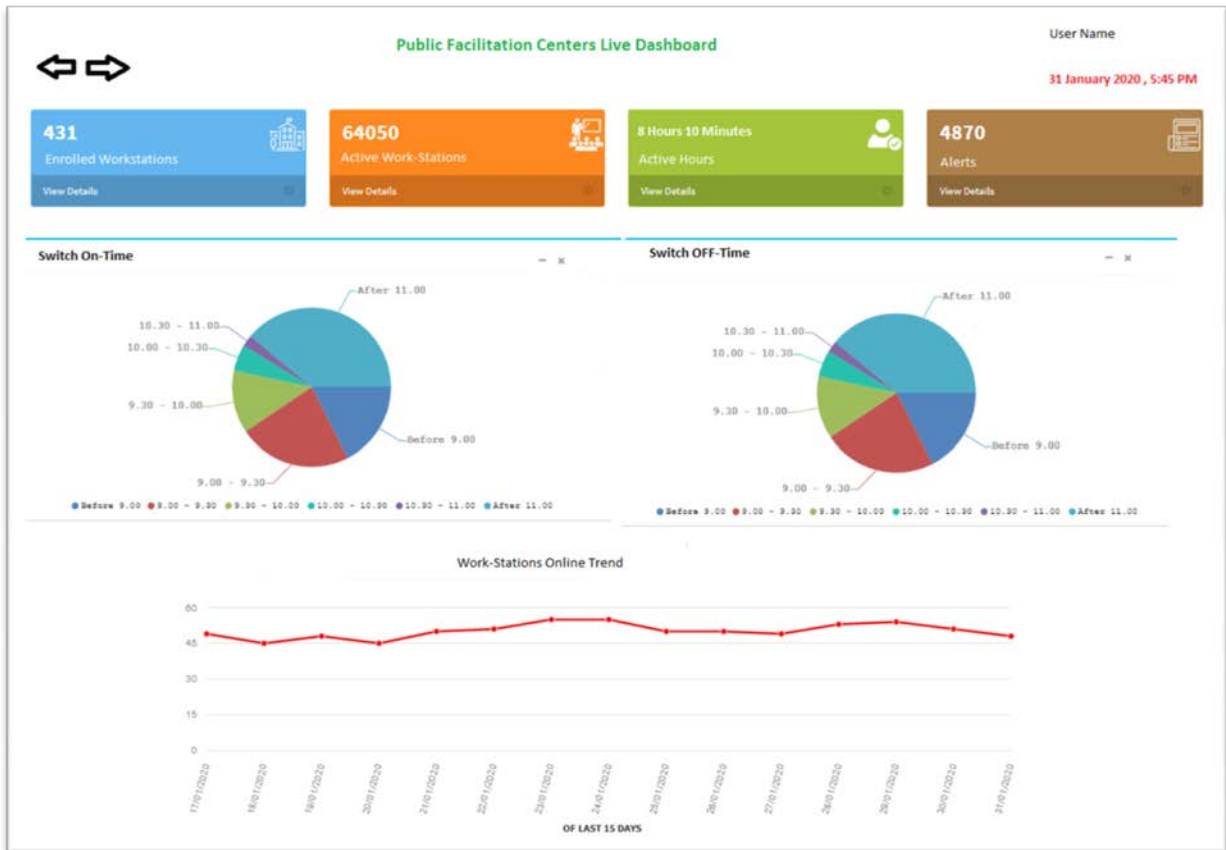 Public Facilitation Centers Live Dashboard
User Name
31 January 2020 , 5:45 PM
431
Enrolled Workstations
View Details
64050
Active Work-Stations
View Details
8 Hours 10 Minutes
Active Hours
View Details
4870
Alerts
View Details
Switch On-Time
After 11.00
10.30 - 11.00
10.00 - 10.30
9.30 - 10.00
Before 9.00
9.00 - 9.30
Before 9.00 9.00 - 9.30 9.30 - 10.00 10.00 - 10.30 10.30 - 11.00 After 11.00
Switch OFF-Time
After 11.00
10.30 - 11.00
10.00 - 10.30
9.30 - 10.00
Before 9.00
9.00 - 9.30
Before 9.00 9.00 - 9.30 9.30 - 10.00 10.00 - 10.30 10.30 - 11.00 After 11.00
Work-Stations Online Trend
60
45
30
15
0
17/01/2020
18/01/2020
19/01/2020
20/01/2020
21/01/2020
22/01/2020
23/01/2020
24/01/2020
25/01/2020
26/01/2020
27/01/2020
28/01/2020
29/01/2020
30/01/2020
31/01/2020
OF LAST 15 DAYS